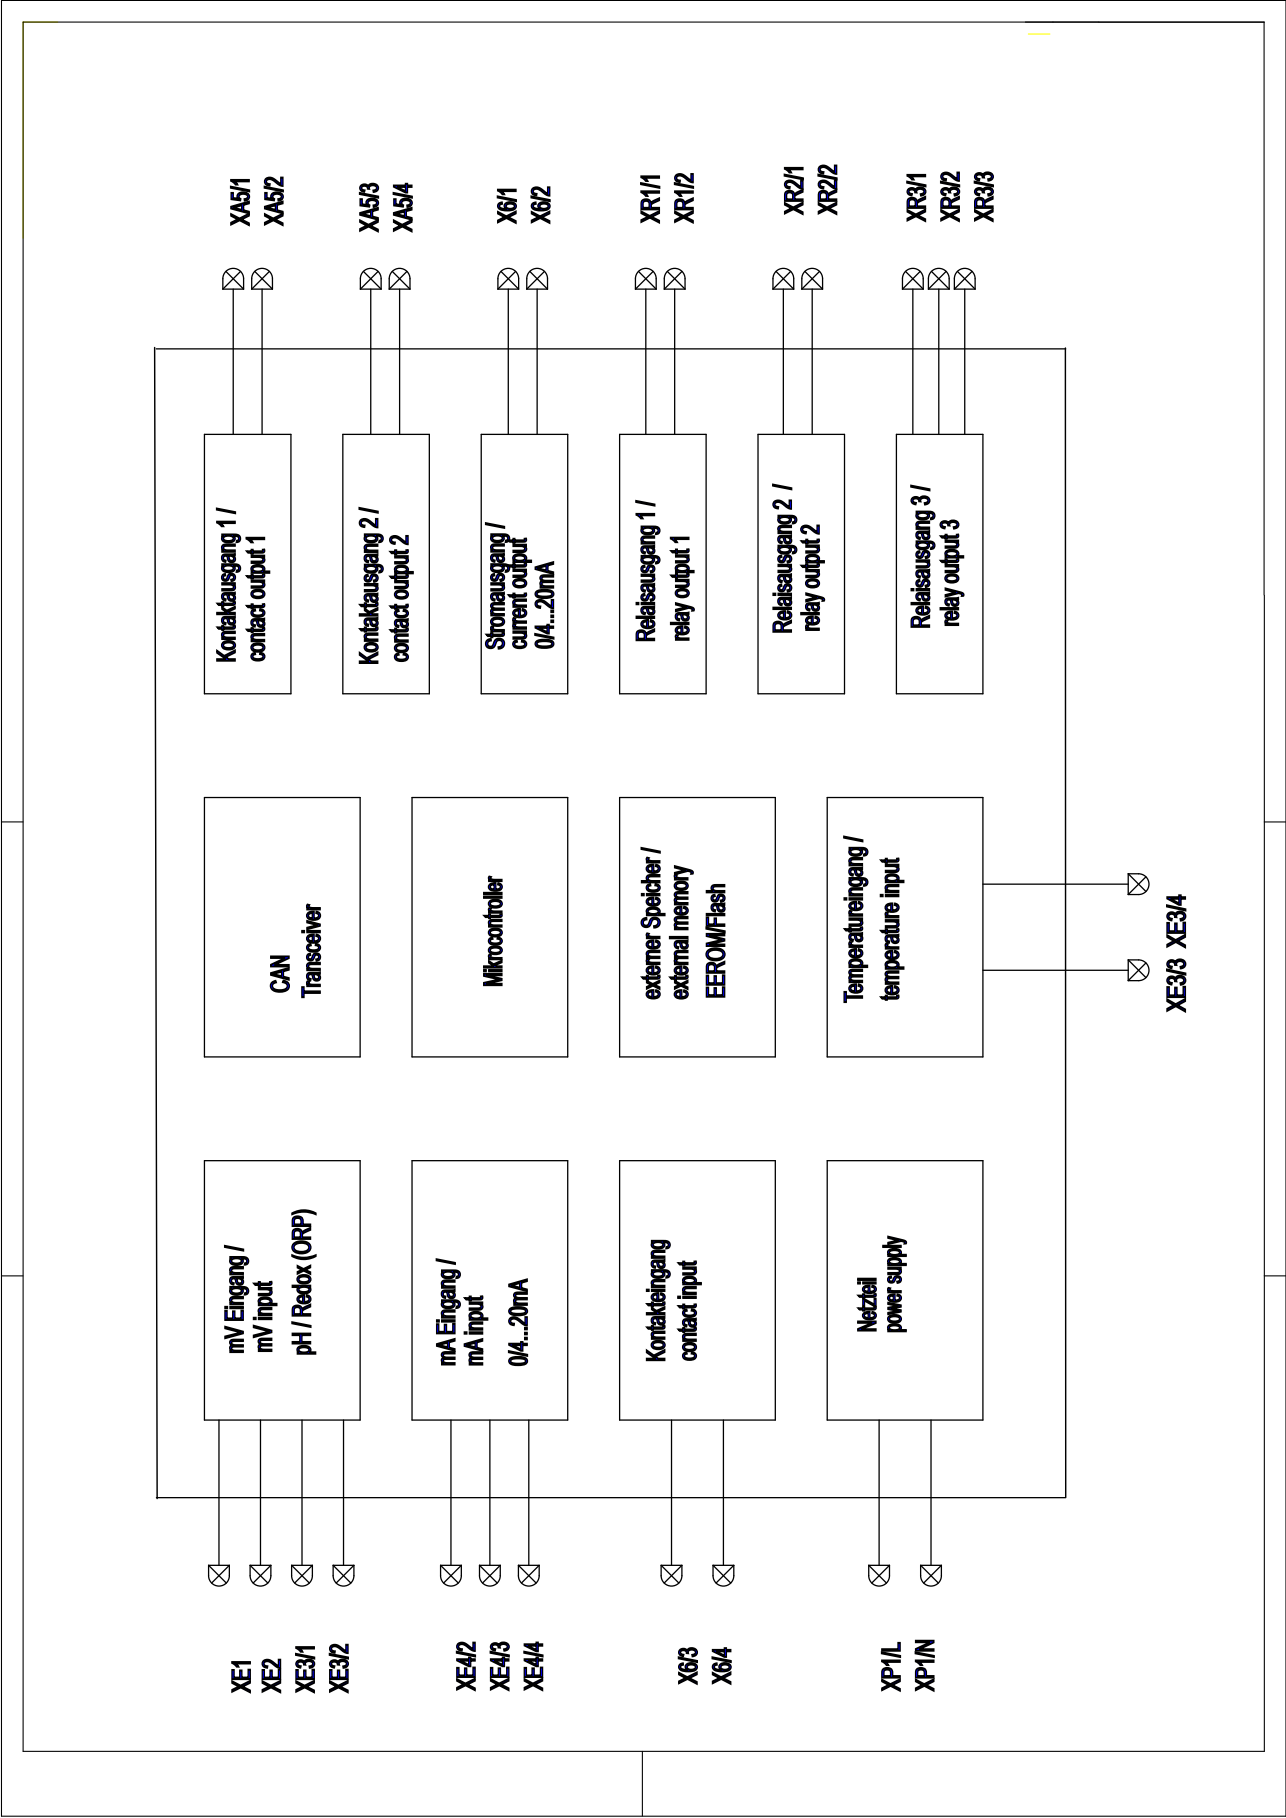 XE1
XE2
XE3/1
XE3/2
XE4/2
XE4/3
XE4/4
X6/3
X6/4
XP1/L
XP1/N
mV Eingang /
mV input
pH / Redox (ORP)
mA Eingang /
mA input
0/4...20mA
Kontakteingang
contact input
Netzteil
power supply
CAN
Transceiver
Mikrocontroller
externer Speicher /
external memory
EEROM/Flash
Temperatureingang /
temperature input
XE3/3 XE3/4
Kontaktausgang 1 /
contact output 1
Kontaktausgang 2 /
contact output 2
Stromausgang /
current output
0/4...20mA
Relaisausgang 1 /
relay output 1
Relaisausgang 2 /
relay output 2
Relaisausgang 3 /
relay output 3
XA5/1
XA5/2
XA5/3
XA5/4
X6/1
X6/2
XR1/1
XR1/2
XR2/1
XR2/2
XR3/1
XR3/2
XR3/3